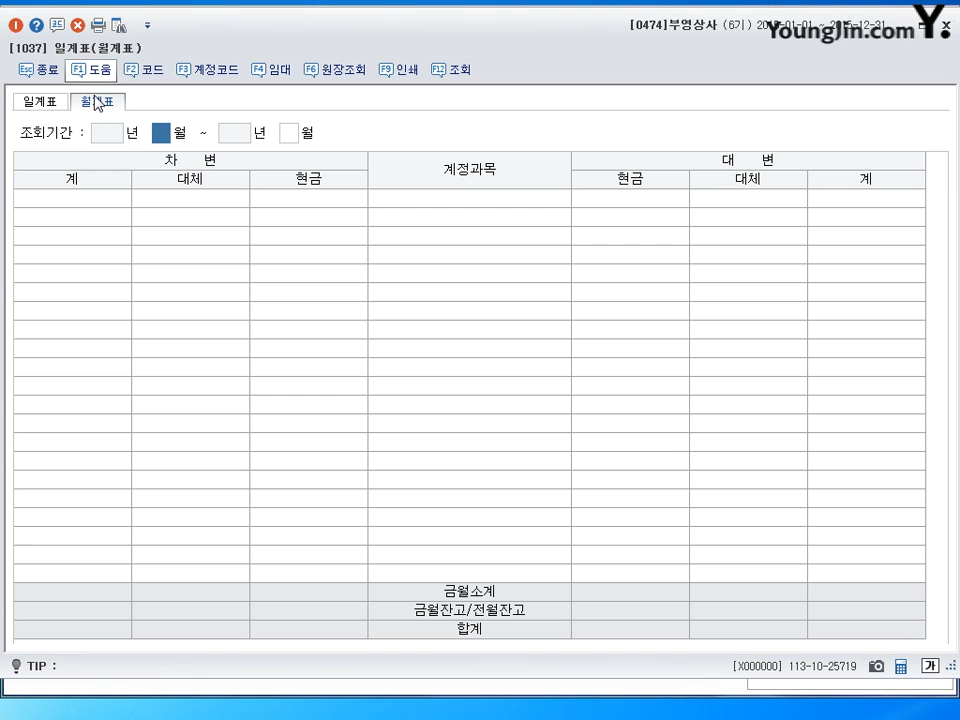 [0474]부영상사 (6기)
YoungJin.com Y.
[1037] 일계표(월계표)
Esc 종료 F1 도움 F2 코드 F3 계정코드 F4 임대 F6 원장조회 F9 인쇄 F12 조회
일계표 월계표
조회기간 : 년 월 ~ 년 월
차 변 계정과목 대 변
계 대체 현금 현금 대체 계
금월소계
금월잔고/전월잔고
합계
TIP : [X000000] 113-10-25719 가